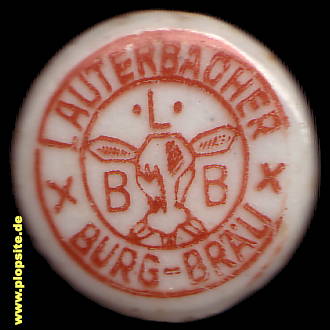 LAUTERBACHER
·L·
B B
X BURG-BRÄU X
www.plopsite.de